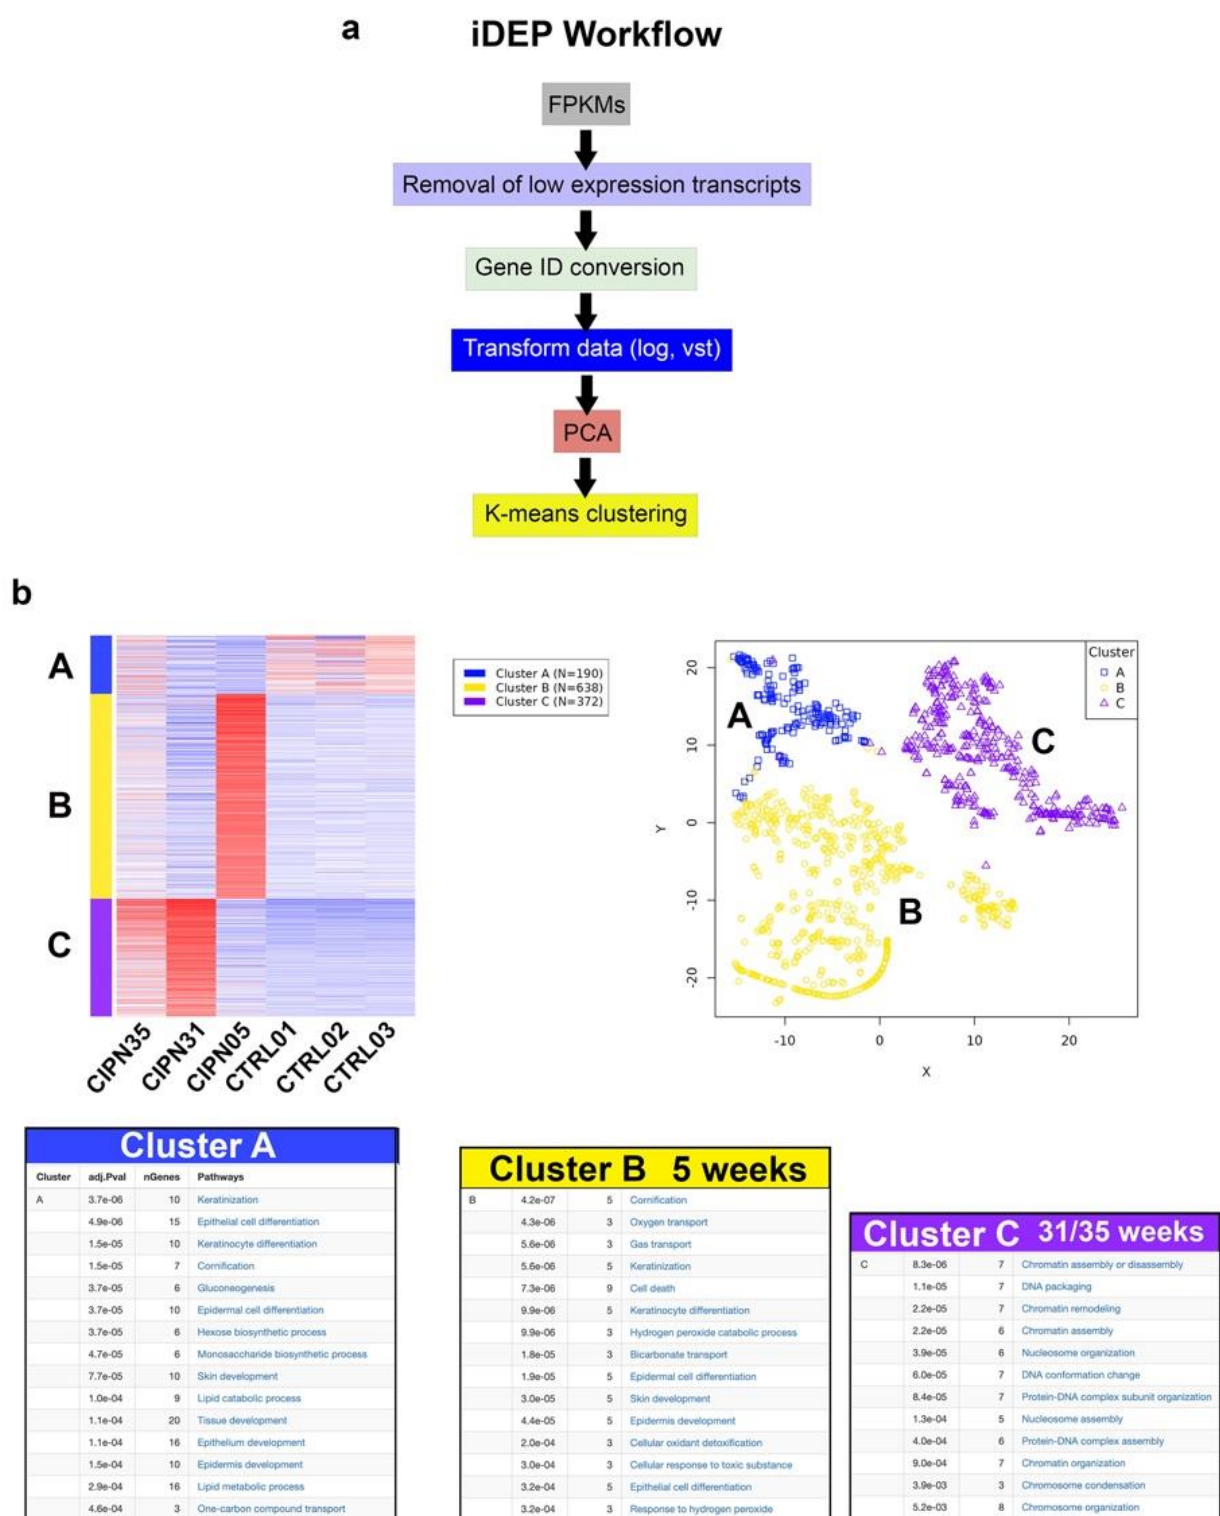 a
iDEP Workflow
FPKMs
Removal of low expression transcripts
Gene ID conversion
Transform data (log, vst)
PCA
K-means clustering
b
A
B
C
CIPN35
CIPN31
CIPN05
CTRL01
CTRL02
CTRL03
Cluster A (N=190)
Cluster B (N=638)
Cluster C (N=372)
Cluster
A
B
C
A
B
C
Y
20
10
0
-10
-20
-10
0
10
20
X
Cluster A
Cluster adj.Pval nGenes Pathways
A 3.7e-06 10 Keratinization
4.9e-06 15 Epithelial cell differentiation
1.5e-05 10 Keratinocyte differentiation
1.5e-05 7 Cornification
3.7e-05 6 Gluconeogenesis
3.7e-05 10 Epidermal cell differentiation
3.7e-05 6 Hexose biosynthetic process
4.7e-05 6 Monosaccharide biosynthetic process
7.7e-05 10 Skin development
1.0e-04 9 Lipid catabolic process
1.1e-04 20 Tissue development
1.1e-04 16 Epithelium development
1.5e-04 10 Epidermis development
2.9e-04 16 Lipid metabolic process
4.6e-04 3 One-carbon compound transport
Cluster B 5 weeks
B 4.2e-07 5 Cornification
4.3e-06 3 Oxygen transport
5.6e-06 3 Gas transport
5.6e-06 5 Keratinization
7.3e-06 9 Cell death
9.9e-06 5 Keratinocyte differentiation
9.9e-06 3 Hydrogen peroxide catabolic process
1.8e-05 3 Bicarbonate transport
1.9e-05 5 Epidermal cell differentiation
3.0e-05 5 Skin development
4.4e-05 5 Epidermis development
2.0e-04 3 Cellular oxidant detoxification
3.0e-04 3 Cellular response to toxic substance
3.2e-04 5 Epithelial cell differentiation
3.2e-04 3 Response to hydrogen peroxide
Cluster C 31/35 weeks
C 8.3e-06 7 Chromatin assembly or disassembly
1.1e-05 7 DNA packaging
2.2e-05 7 Chromatin remodeling
2.2e-05 6 Chromatin assembly
3.9e-05 6 Nucleosome organization
6.0e-05 7 DNA conformation change
8.4e-05 7 Protein-DNA complex subunit organization
1.3e-04 5 Nucleosome assembly
4.0e-04 6 Protein-DNA complex assembly
9.0e-04 7 Chromatin organization
3.9e-03 3 Chromosome condensation
5.2e-03 8 Chromosome organization